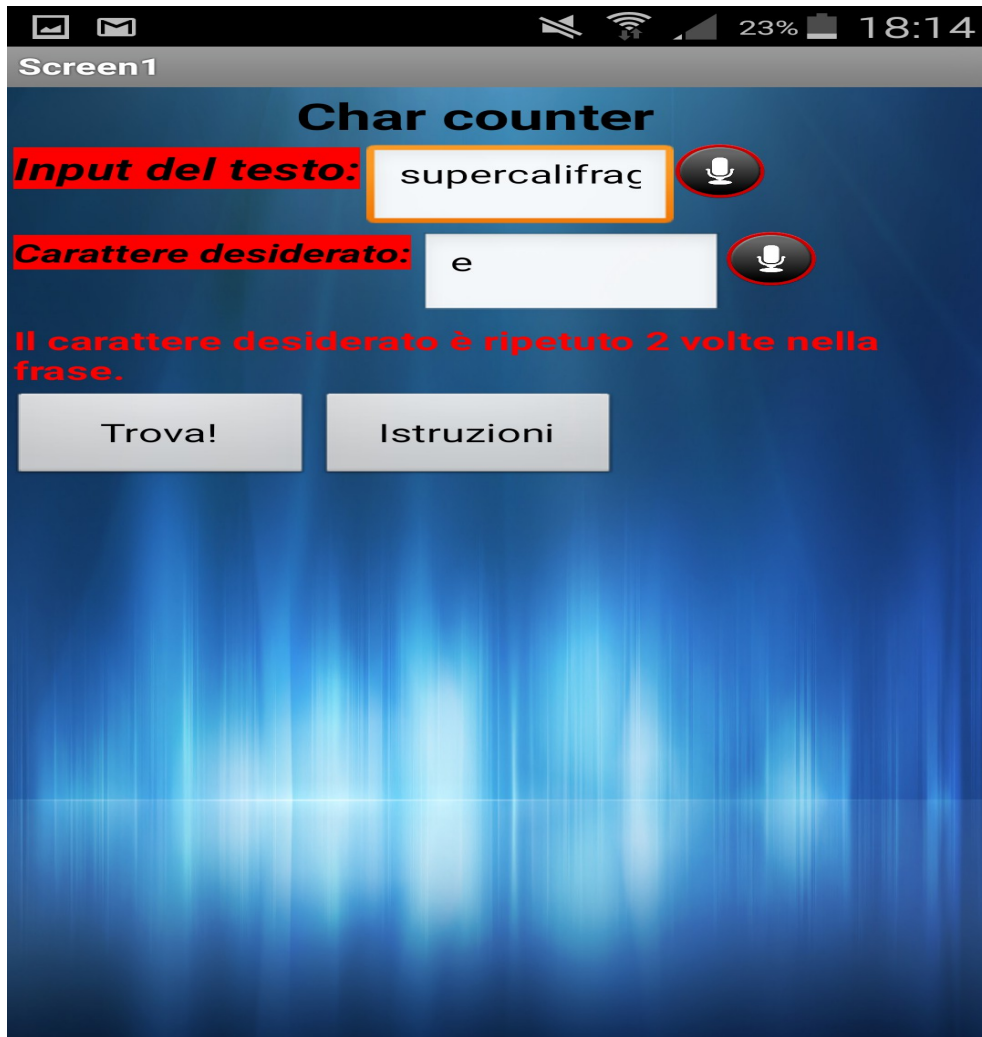 23% 18:14
Screen1
Char counter
Input del testo: supercalifrag
Carattere desiderato: e
Il carattere desiderato è ripetuto 2 volte nella
frase.
Trova! Istruzioni